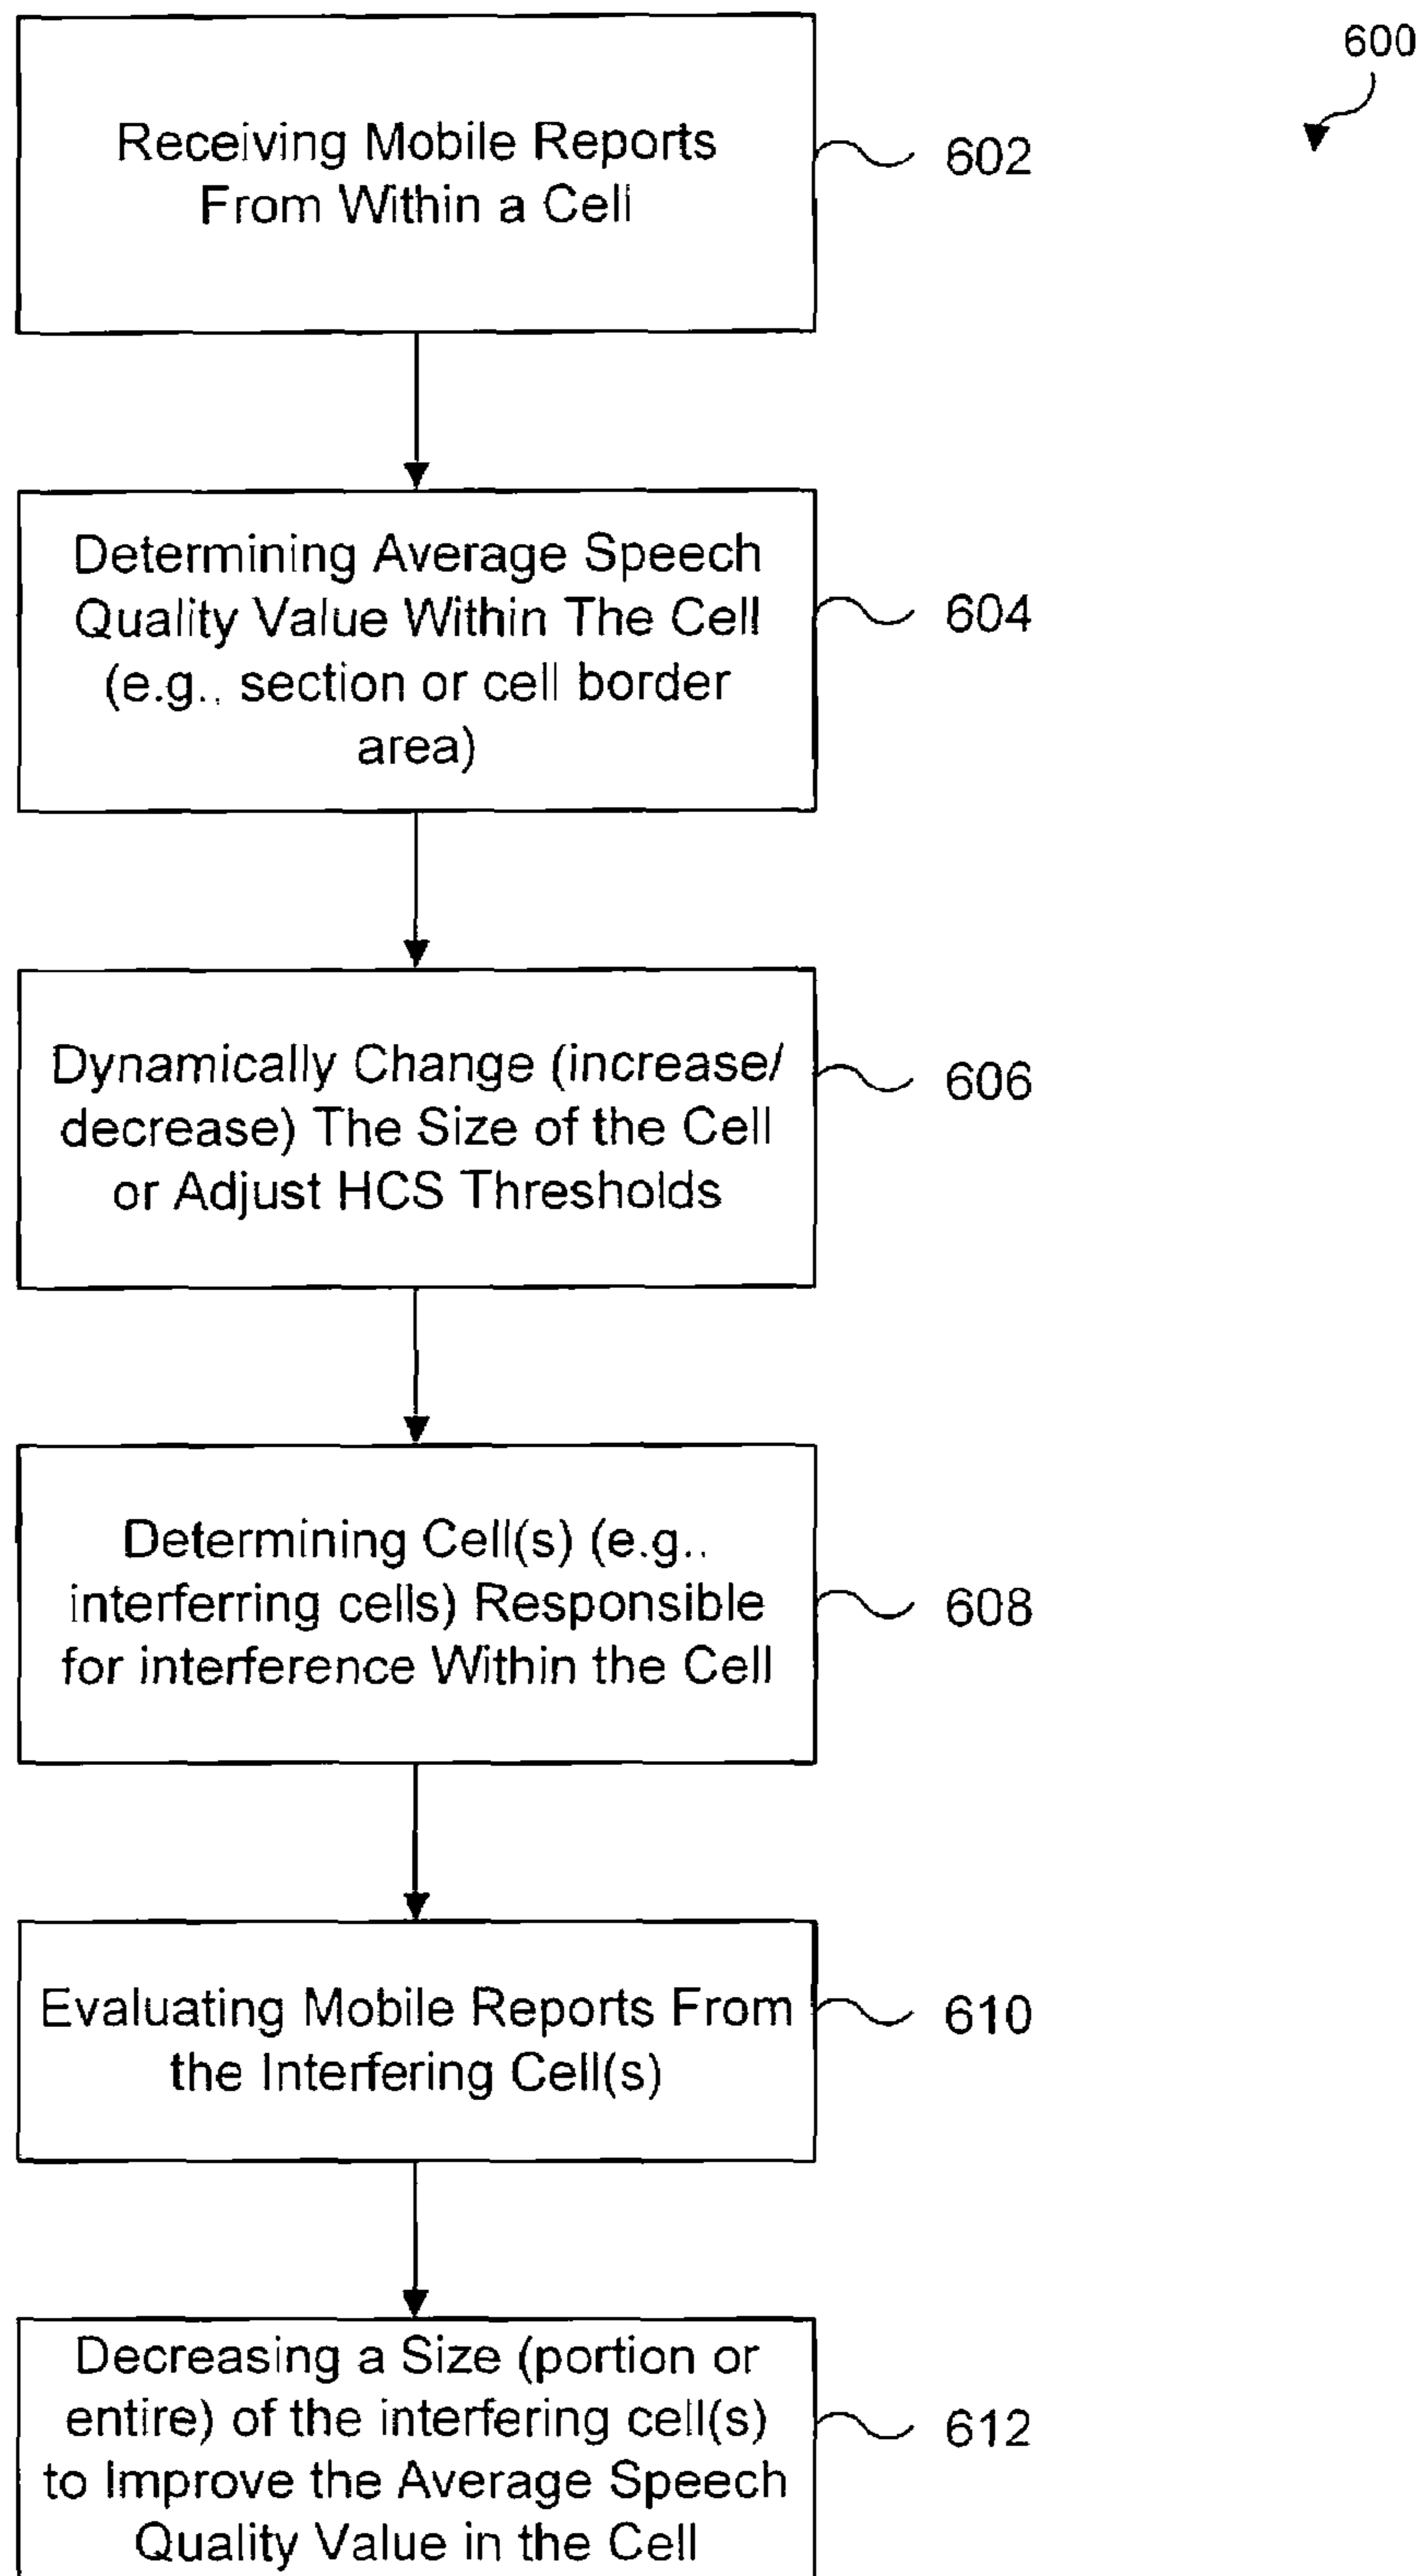 600
Receiving Mobile Reports
From Within a Cell
602
Determining Average Speech
Quality Value Within The Cell
(e.g., section or cell border
area)
604
Dynamically Change (increase/
decrease) The Size of the Cell
or Adjust HCS Thresholds
606
Determining Cell(s) (e.g.,
interferring cells) Responsible
for interference Within the Cell
608
Evaluating Mobile Reports From
the Interfering Cell(s)
610
Decreasing a Size (portion or
entire) of the interfering cell(s)
to Improve the Average Speech
Quality Value in the Cell
612